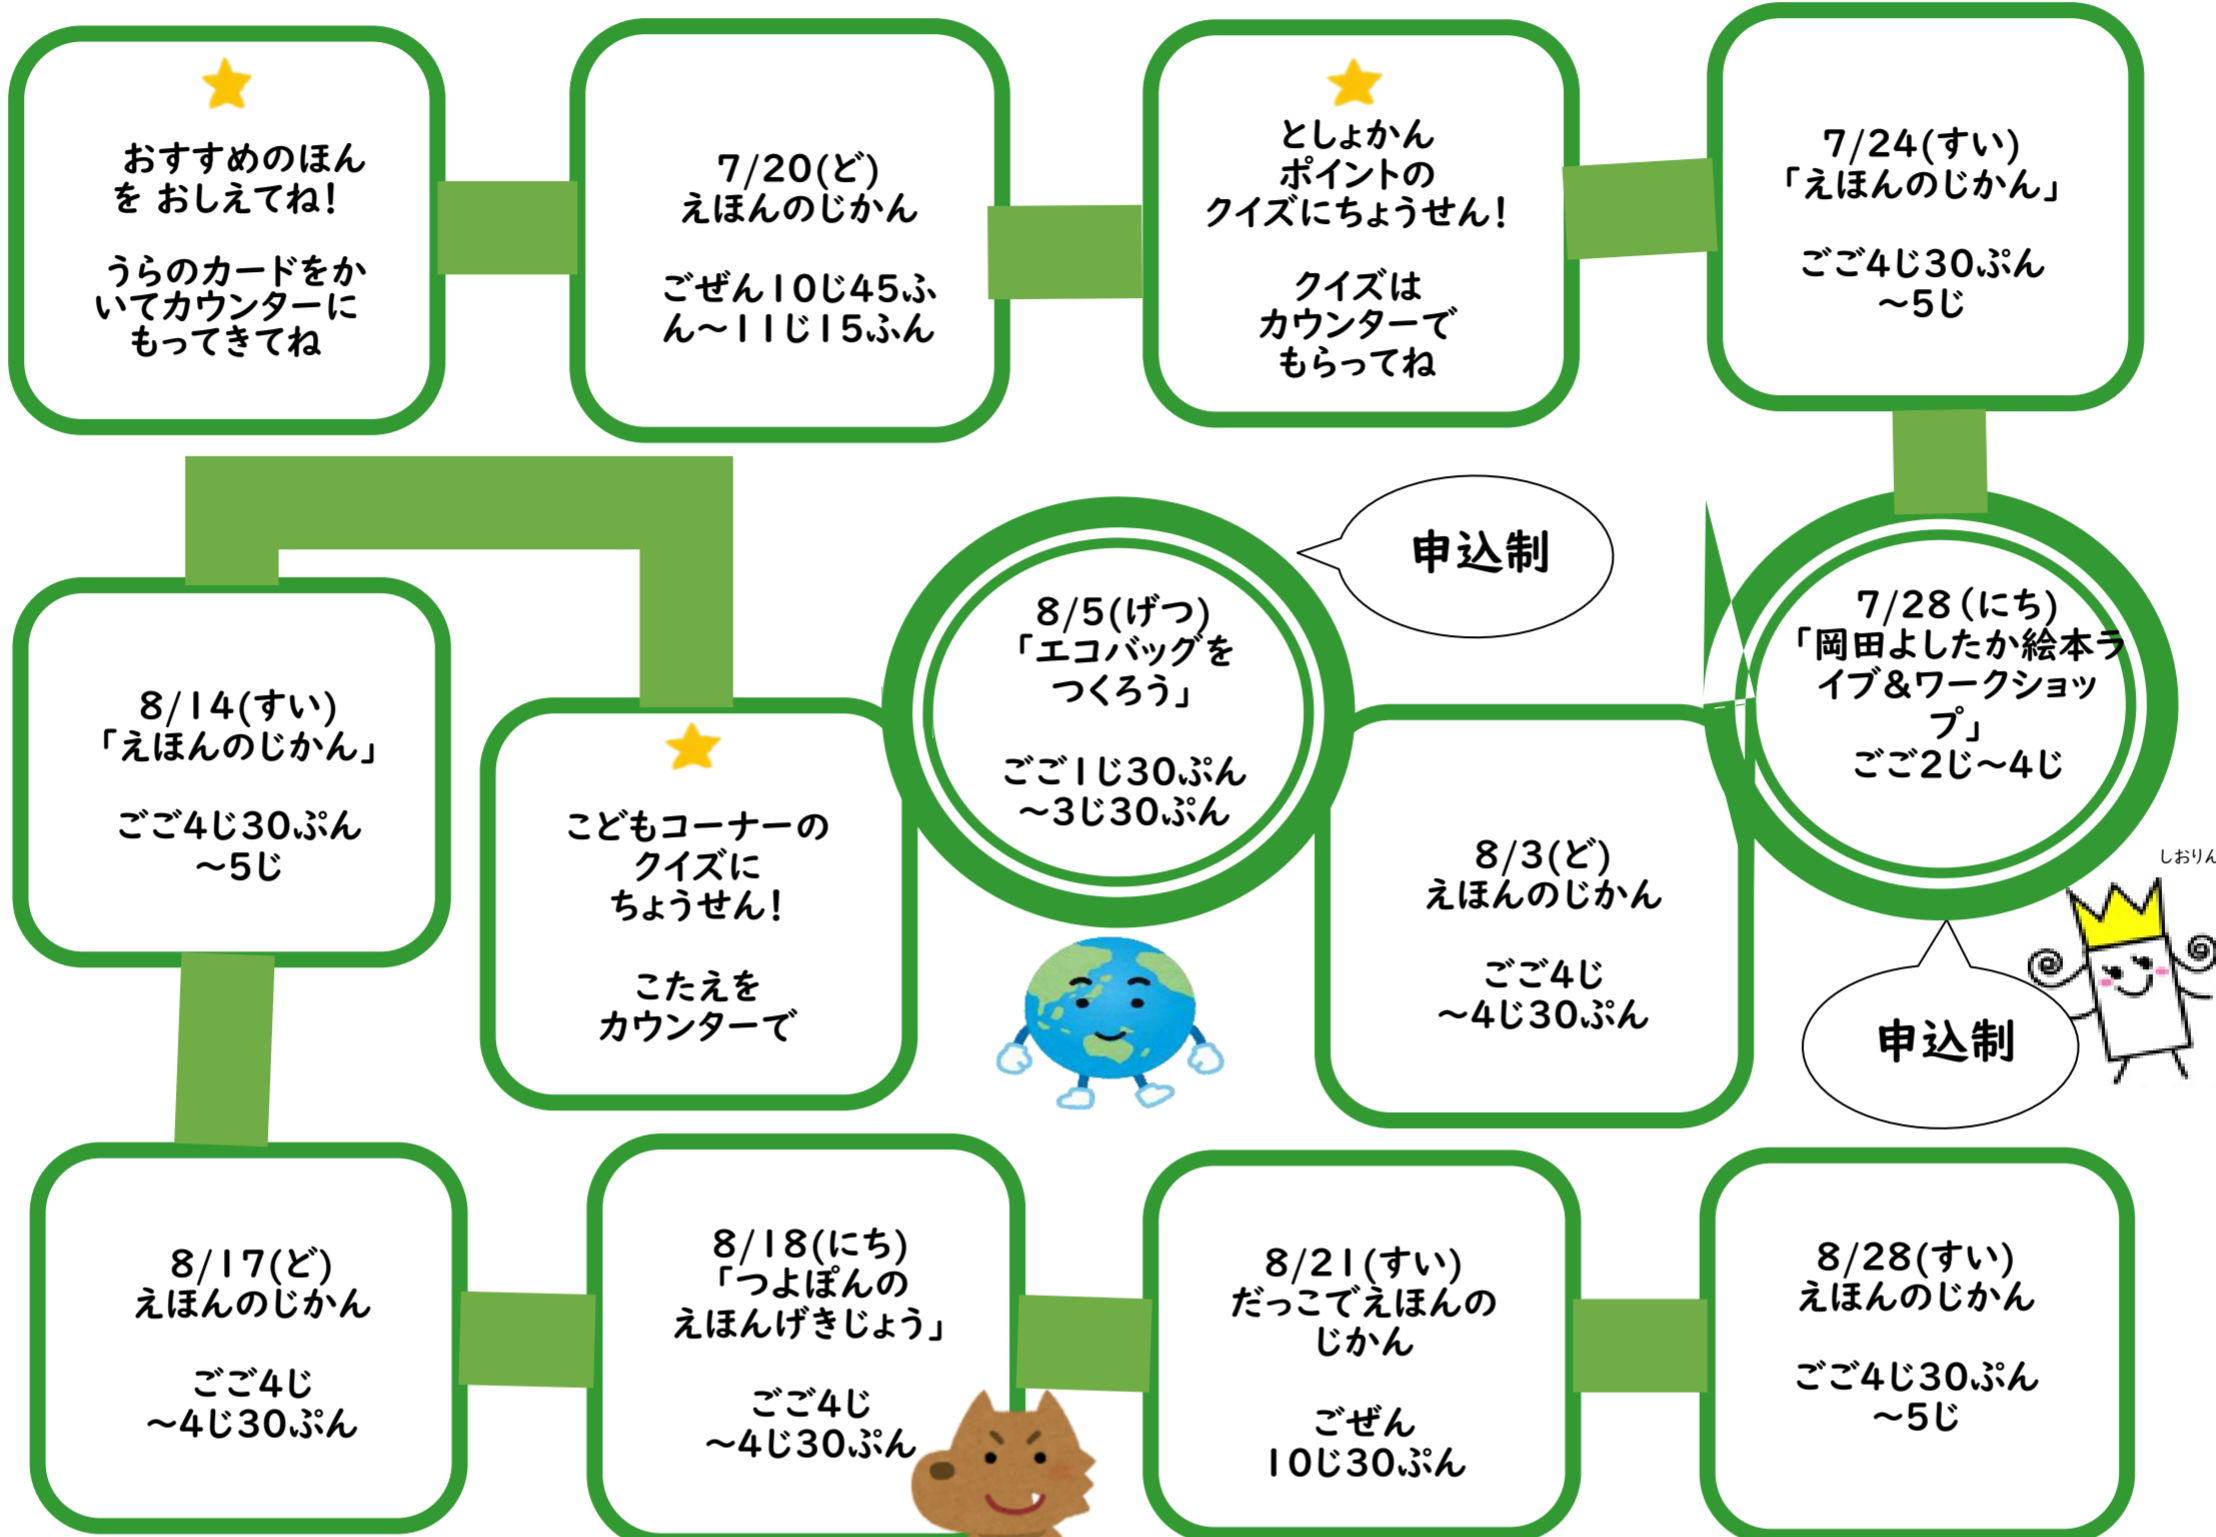 おすすめのほん
を おしえてね!
うらのカードをか
いてカウンターに
もってきてね
7/20(ど)
えほんのじかん
ごぜん10じ45ふ
ん～11じ15ふん
としょかん
ポイントの
クイズにちょうせん!
クイズは
カウンターで
もらってね
7/24(すい)
「えほんのじかん」
ごご4じ30ぷん
～5じ
7/28(にち)
「岡田よしたか絵本ラ
イブ&ワークショッ
プ」
ごご2じ～4じ
申込制
しおりん
8/3(ど)
えほんのじかん
ごご4じ
～4じ30ぷん
8/5(げつ)
「エコバッグを
つくろう」
ごご1じ30ぷん
～3じ30ぷん
申込制
こどもコーナーの
クイズに
ちょうせん!
こたえを
カウンターで
8/14(すい)
「えほんのじかん」
ごご4じ30ぷん
～5じ
8/17(ど)
えほんのじかん
ごご4じ
～4じ30ぷん
8/18(にち)
「つよぽんの
えほんげきじょう」
ごご4じ
～4じ30ぷん
8/21(すい)
だっこでえほんの
じかん
ごぜん
10じ30ぷん
8/28(すい)
えほんのじかん
ごご4じ30ぷん
～5じ